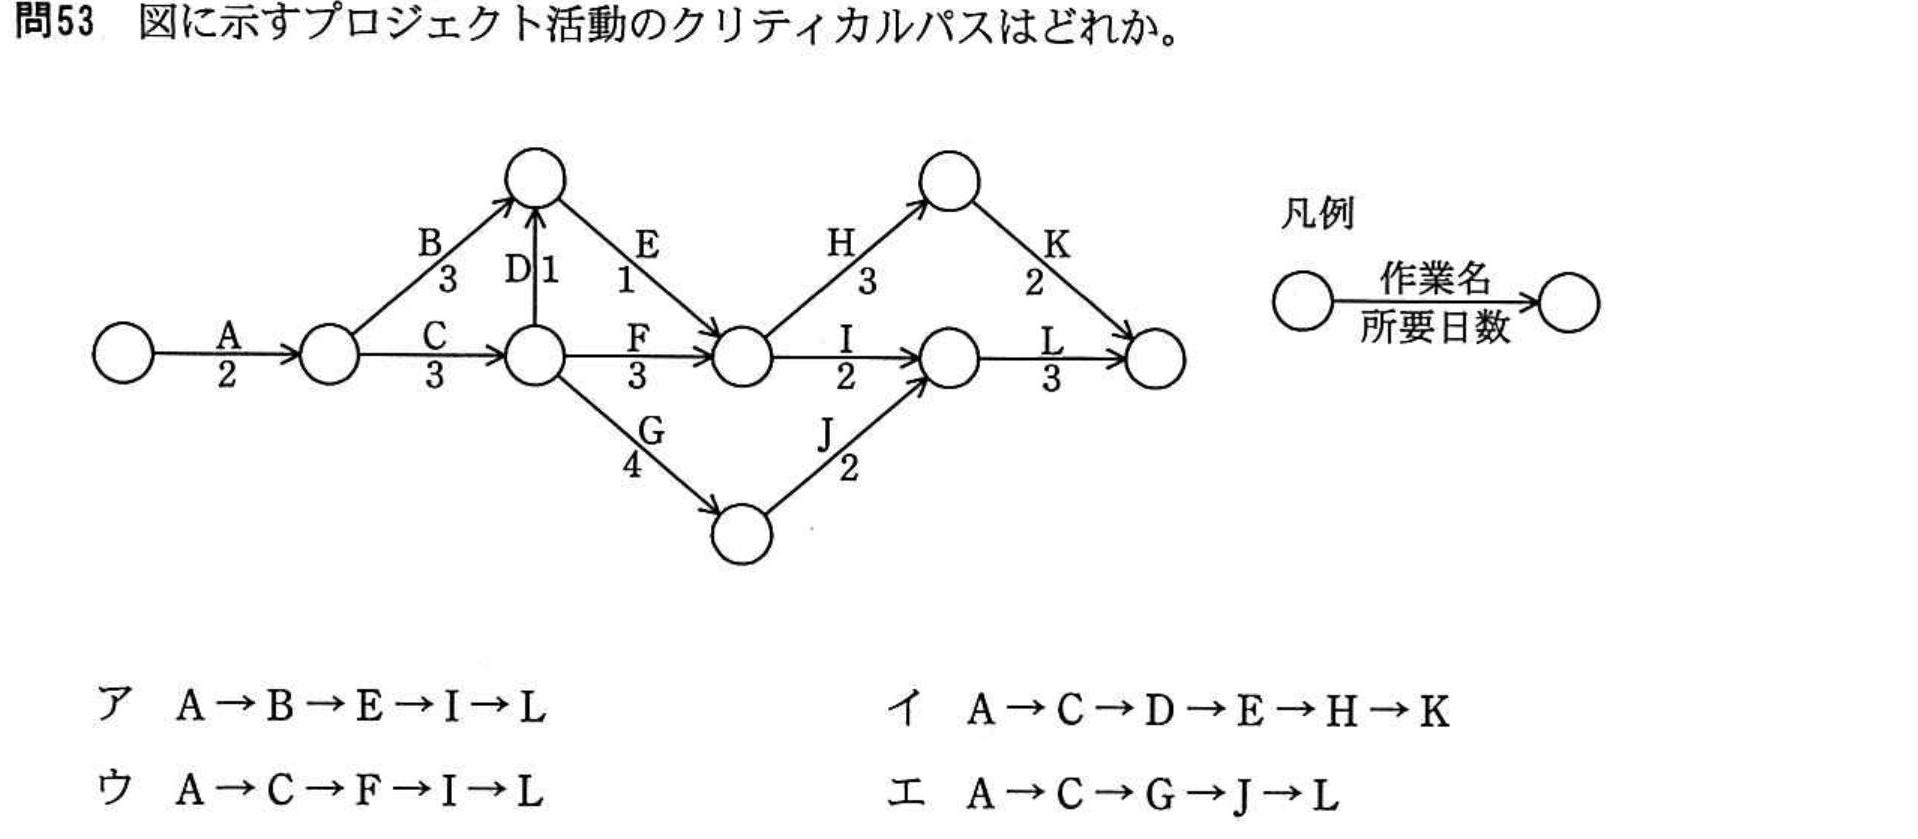 問53 図に示すプロジェクト活動のクリティカルパスはどれか。
B
3
D 1
E
1
H
3
K
2
凡例
作業名
所要日数
A
2
C
3
F
3
I
2
L
3
G
4
J
2
ア A→B→E→I→L
イ A→C→D→E→H→K
ウ A→C→F→I→L
エ A→C→G→J→L